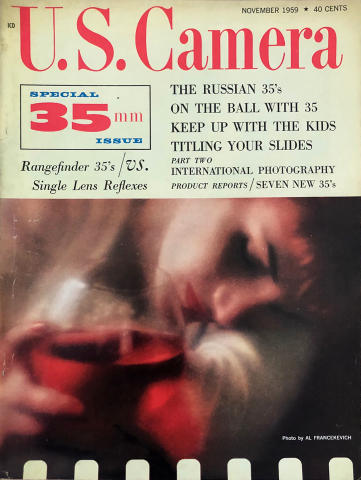 NOVEMBER 1959 ★ 40 CENTS
ICD
U.S. Camera
SPECIAL
35mm
ISSUE
Rangefinder 35's / vs.
Single Lens Reflexes
THE RUSSIAN 35's
ON THE BALL WITH 35
KEEP UP WITH THE KIDS
TITLING YOUR SLIDES
PART TWO
INTERNATIONAL PHOTOGRAPHY
PRODUCT REPORTS / SEVEN NEW 35's
Photo by AL FRANCEKEVICH